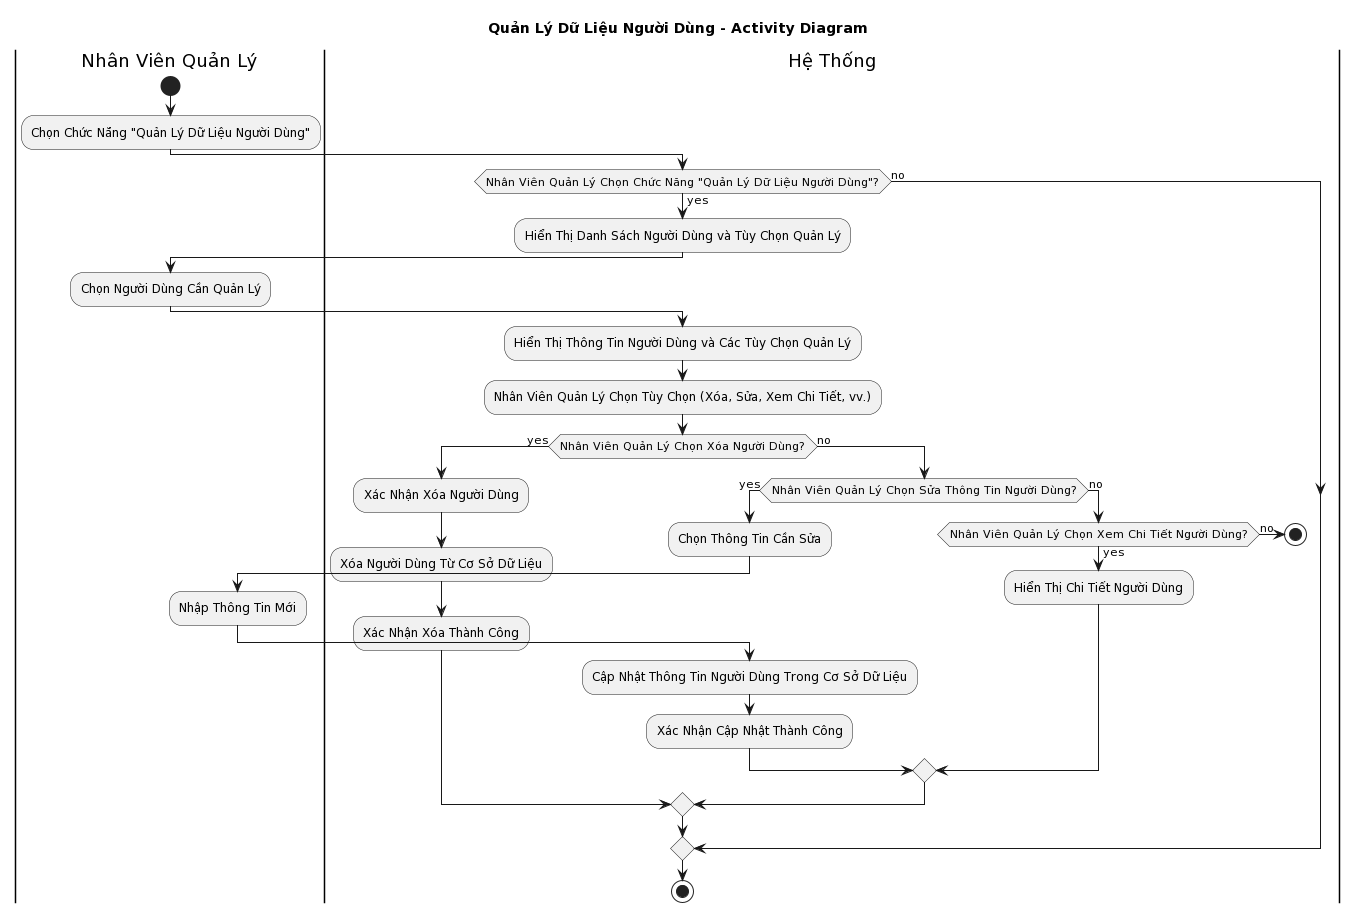 Quản Lý Dữ Liệu Người Dùng - Activity Diagram
Nhân Viên Quản Lý
Hệ Thống
Chọn Chức Năng "Quản Lý Dữ Liệu Người Dùng"
Nhân Viên Quản Lý Chọn Chức Năng "Quản Lý Dữ Liệu Người Dùng"?
no
yes
Hiển Thị Danh Sách Người Dùng và Tùy Chọn Quản Lý
Chọn Người Dùng Cần Quản Lý
Hiển Thị Thông Tin Người Dùng và Các Tùy Chọn Quản Lý
Nhân Viên Quản Lý Chọn Tùy Chọn (Xóa, Sửa, Xem Chi Tiết, vv.)
yes
Nhân Viên Quản Lý Chọn Xóa Người Dùng?
no
Xác Nhận Xóa Người Dùng
yes
Nhân Viên Quản Lý Chọn Sửa Thông Tin Người Dùng?
no
Chọn Thông Tin Cần Sửa
Nhân Viên Quản Lý Chọn Xem Chi Tiết Người Dùng?
no
yes
Xóa Người Dùng Từ Cơ Sở Dữ Liệu
Hiển Thị Chi Tiết Người Dùng
Nhập Thông Tin Mới
Xác Nhận Xóa Thành Công
Cập Nhật Thông Tin Người Dùng Trong Cơ Sở Dữ Liệu
Xác Nhận Cập Nhật Thành Công